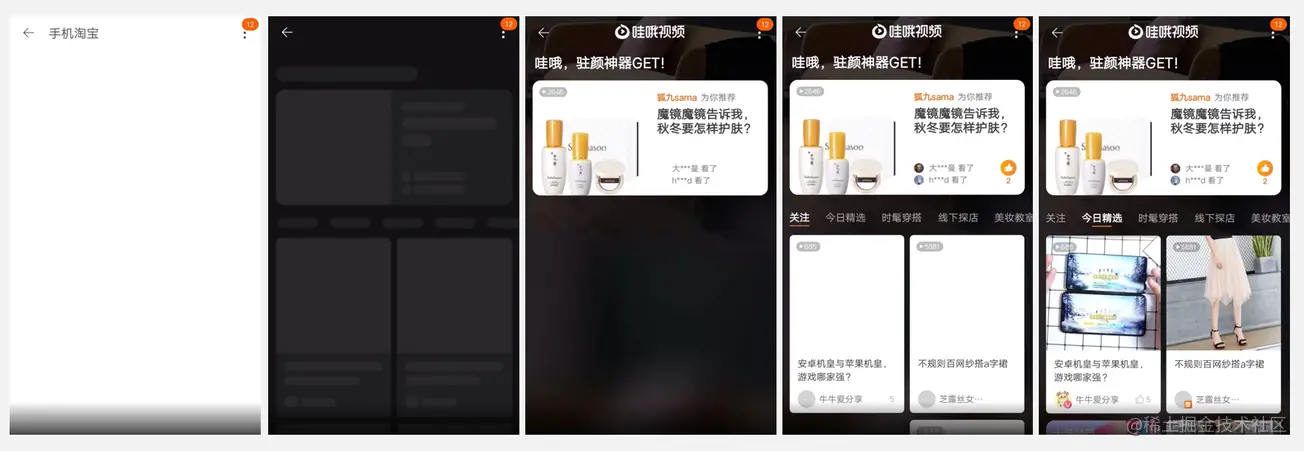 手机淘宝
12
12
哇哦视频
12
哇哦，驻颜神器GET!
2646
狐九sama 为你推荐
魔镜魔镜告诉我，
秋冬要怎样护肤？
大***曼 看了
h***d 看了
哇哦视频
12
哇哦，驻颜神器GET!
2646
狐九sama 为你推荐
魔镜魔镜告诉我，
秋冬要怎样护肤？
大***曼 看了
h***d 看了
2
关注 今日精选 时髦穿搭 线下探店 美妆教室
685
5881
安卓机皇与苹果机皇，
游戏哪家强？
牛牛爱分享 5
不规则百网纱搭a字裙
芝露丝女…
哇哦视频
12
哇哦，驻颜神器GET!
2646
狐九sama 为你推荐
魔镜魔镜告诉我，
秋冬要怎样护肤？
大***曼 看了
h***d 看了
2
关注 今日精选 时髦穿搭 线下探店 美妆教室
685
5881
安卓机皇与苹果机皇，
游戏哪家强？
牛牛爱分享 5
不规则百网纱搭a字裙
芝露丝女…
@稀土掘金技术社区